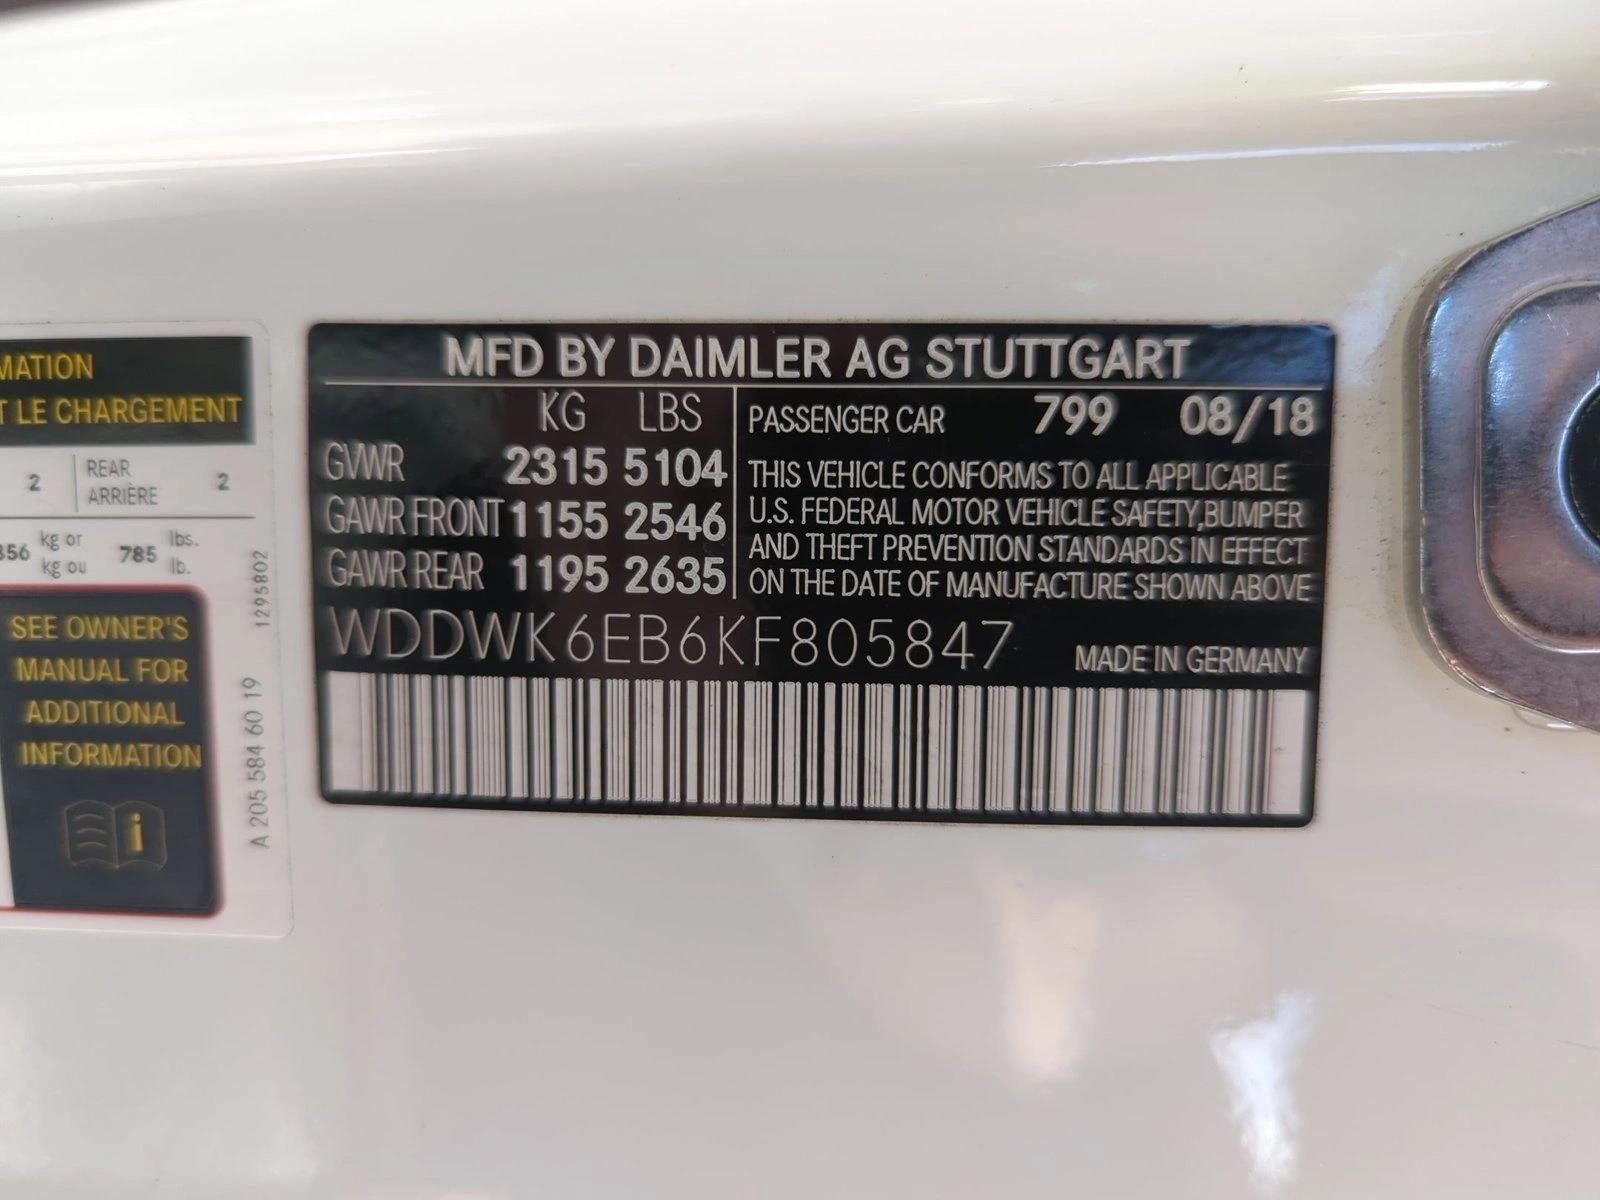 MATION
T LE CHARGEMENT
2 REAR ARRIÈRE 2
356 kg or kg ou 785 lbs. lb.
SEE OWNER'S
MANUAL FOR
ADDITIONAL
INFORMATION
1295802
A 205 584 60 19
MFD BY DAIMLER AG STUTTGART
KG LBS
GVWR 2315 5104
GAWR FRONT 1155 2546
GAWR REAR 1195 2635
PASSENGER CAR 799 08/18
THIS VEHICLE CONFORMS TO ALL APPLICABLE
U.S. FEDERAL MOTOR VEHICLE SAFETY,BUMPER
AND THEFT PREVENTION STANDARDS IN EFFECT
ON THE DATE OF MANUFACTURE SHOWN ABOVE
WDDWK6EB6KF805847
MADE IN GERMANY